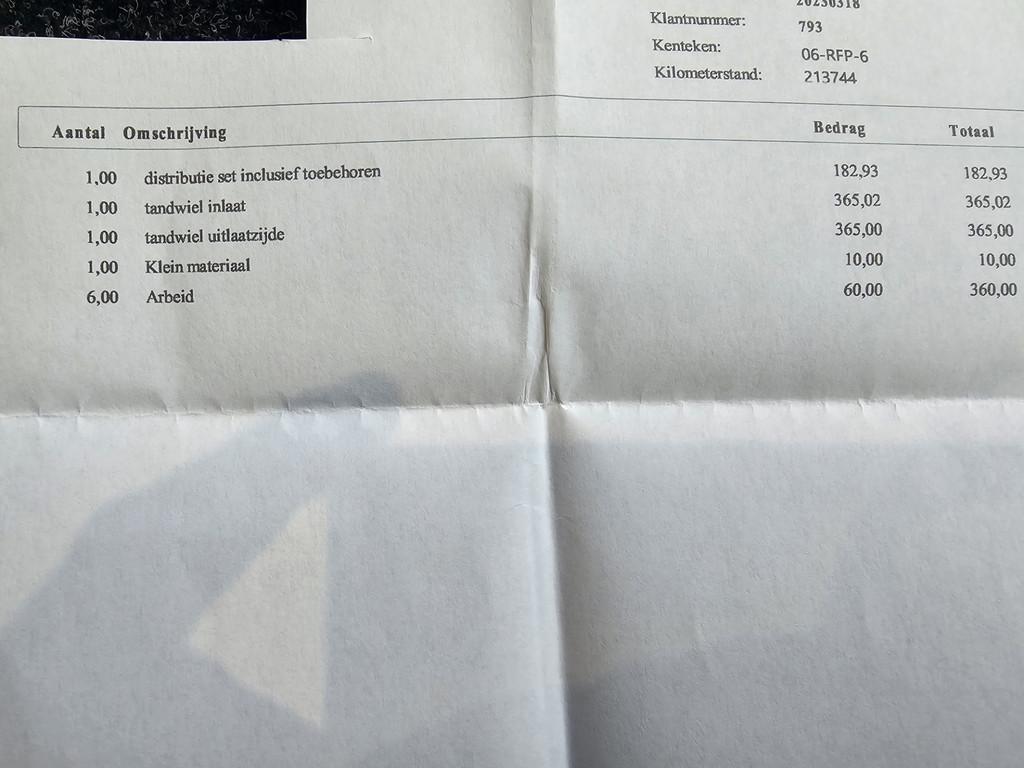 20230318
Klantnummer: 793
Kenteken: 06-RFP-6
Kilometerstand: 213744
Aantal Omschrijving Bedrag Totaal
1,00 distributie set inclusief toebehoren 182,93 182,93
1,00 tandwiel inlaat 365,02 365,02
1,00 tandwiel uitlaatzijde 365,00 365,00
1,00 Klein materiaal 10,00 10,00
6,00 Arbeid 60,00 360,00